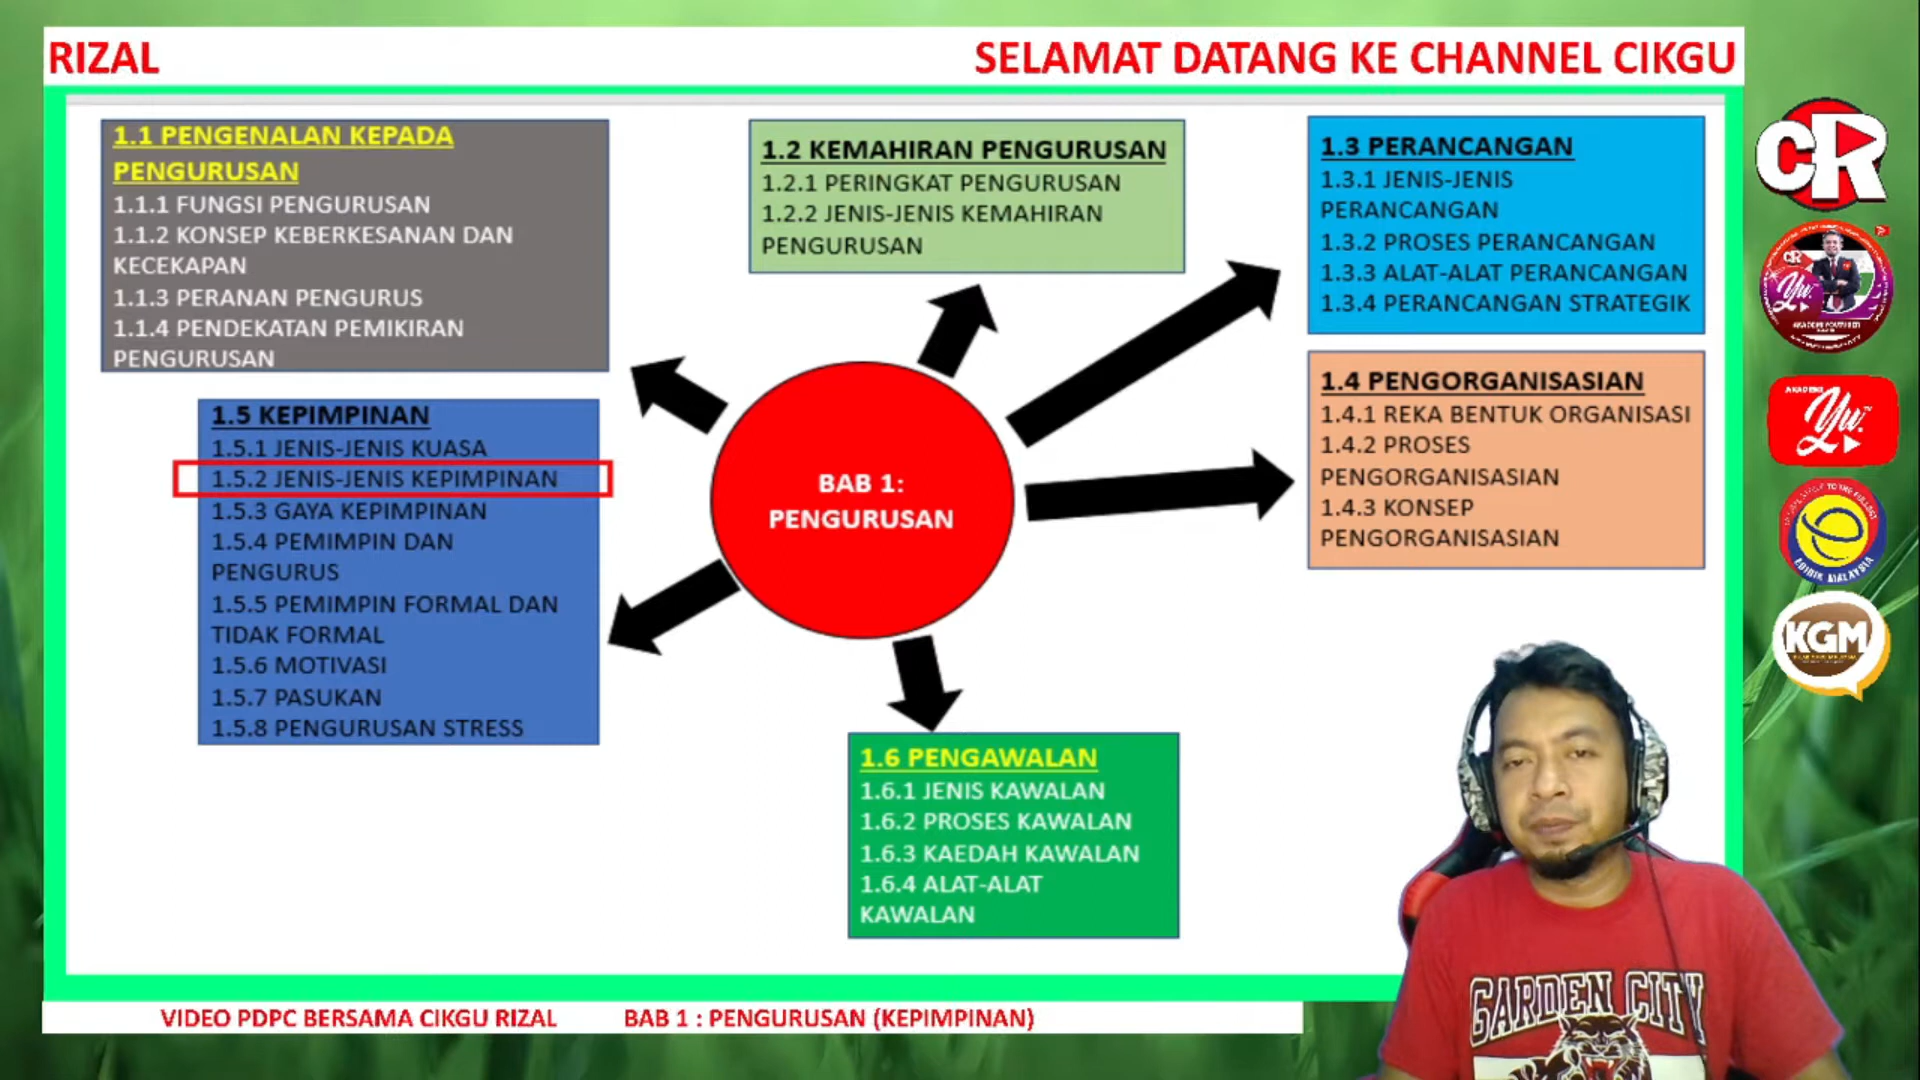 RIZAL
SELAMAT DATANG KE CHANNEL CIKGU
1.1 PENGENALAN KEPADA
PENGURUSAN
1.1.1 FUNGSI PENGURUSAN
1.1.2 KONSEP KEBERKESANAN DAN
KECEKAPAN
1.1.3 PERANAN PENGURUS
1.1.4 PENDEKATAN PEMIKIRAN
PENGURUSAN
1.2 KEMAHIRAN PENGURUSAN
1.2.1 PERINGKAT PENGURUSAN
1.2.2 JENIS-JENIS KEMAHIRAN
PENGURUSAN
1.3 PERANCANGAN
1.3.1 JENIS-JENIS
PERANCANGAN
1.3.2 PROSES PERANCANGAN
1.3.3 ALAT-ALAT PERANCANGAN
1.3.4 PERANCANGAN STRATEGIK
1.4 PENGORGANISASIAN
1.4.1 REKA BENTUK ORGANISASI
1.4.2 PROSES
PENGORGANISASIAN
1.4.3 KONSEP
PENGORGANISASIAN
1.5 KEPIMPINAN
1.5.1 JENIS-JENIS KUASA
1.5.2 JENIS-JENIS KEPIMPINAN
1.5.3 GAYA KEPIMPINAN
1.5.4 PEMIMPIN DAN
PENGURUS
1.5.5 PEMIMPIN FORMAL DAN
TIDAK FORMAL
1.5.6 MOTIVASI
1.5.7 PASUKAN
1.5.8 PENGURUSAN STRESS
BAB 1:
PENGURUSAN
1.6 PENGAWALAN
1.6.1 JENIS KAWALAN
1.6.2 PROSES KAWALAN
1.6.3 KAEDAH KAWALAN
1.6.4 ALAT-ALAT
KAWALAN
CR
CR
Yu
AKADEMI YOUTUBER
AKADEMI
Yu
DIDIK MALAYSIA
KGM
GARDEN CITY
VIDEO PDPC BERSAMA CIKGU RIZAL
BAB 1 : PENGURUSAN (KEPIMPINAN)